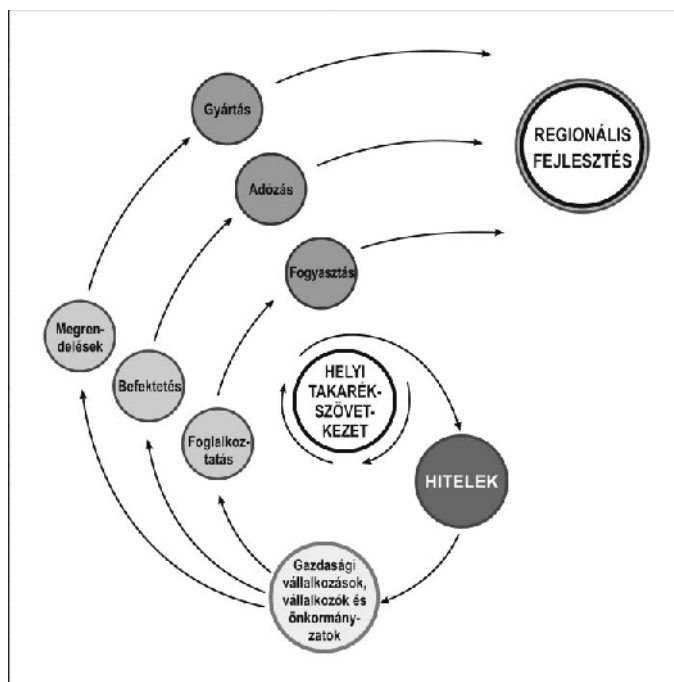 Gyártás
REGIONÁLIS
FEJLESZTÉS
Adózás
Fogyasztás
Megren-
delések
Befektetés
HELYI
TAKARÉK-
SZÖVET-
KEZET
Foglalkoz-
tatás
HITELEK
Gazdasági
vállalkozások,
vállalkozók és
önkormány-
zatok